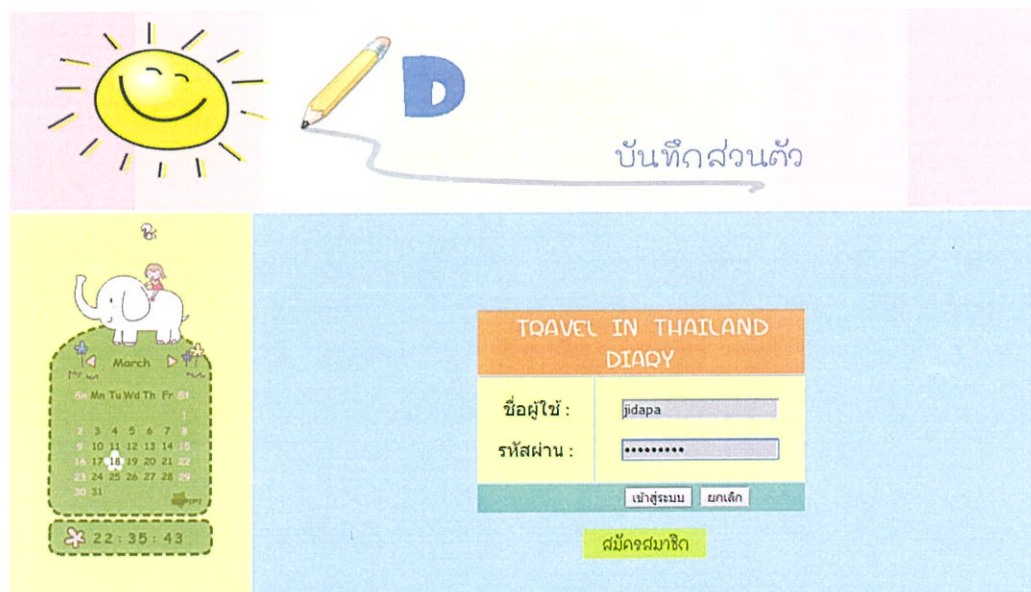 D
บันทึกส่วนตัว
March
Sn Mn Tu Wd Th Fr St
1
2 3 4 5 6 7 8
9 10 11 12 13 14 15
16 17 18 19 20 21 22
23 24 25 26 27 28 29
30 31
22 : 35 : 43
TRAVEL IN THAILAND
DIARY
ชื่อผู้ใช้ : jidapa
รหัสผ่าน : •••••••••
เข้าสู่ระบบ ยกเลิก
สมัครสมาชิก